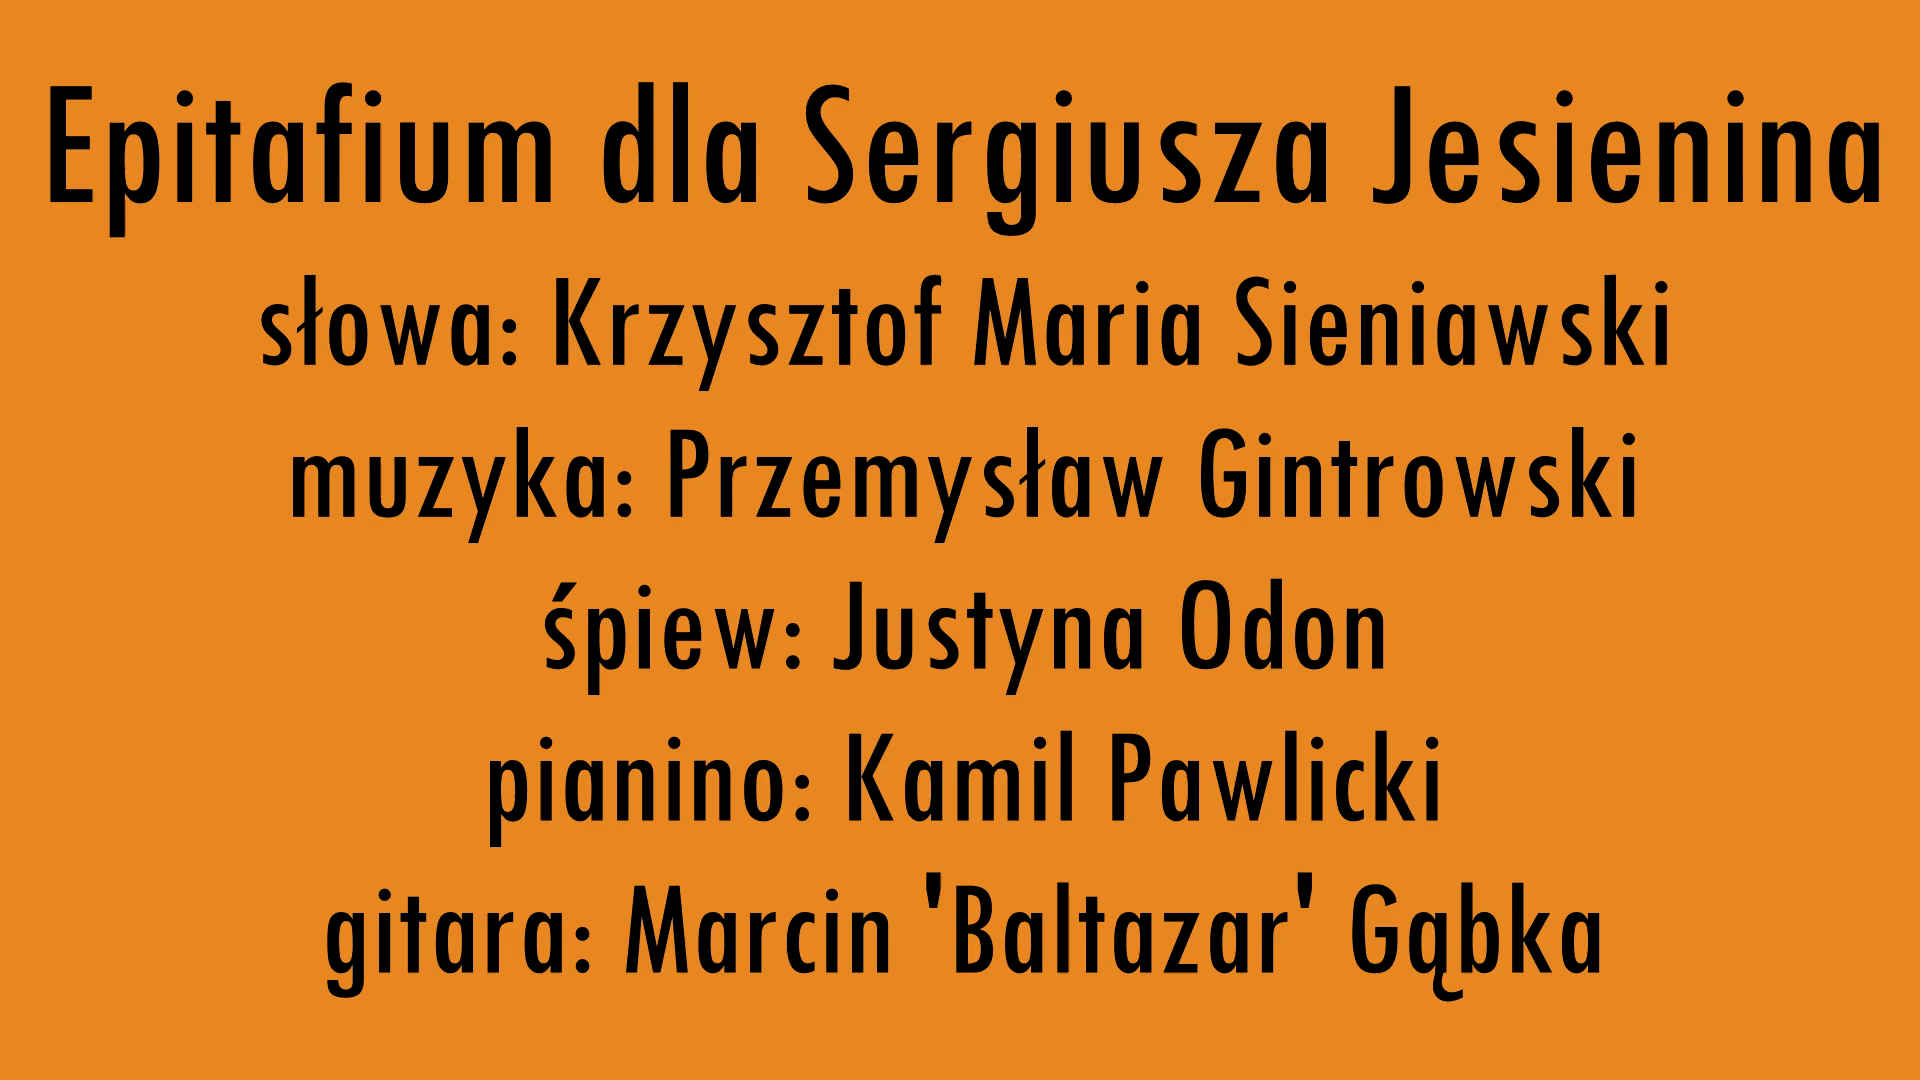 Epitafium dla Sergiusza Jesienina
słowa: Krzysztof Maria Sieniawski
muzyka: Przemysław Gintrowski
śpiew: Justyna Odon
pianino: Kamil Pawlicki
gitara: Marcin 'Baltazar' Gąbka